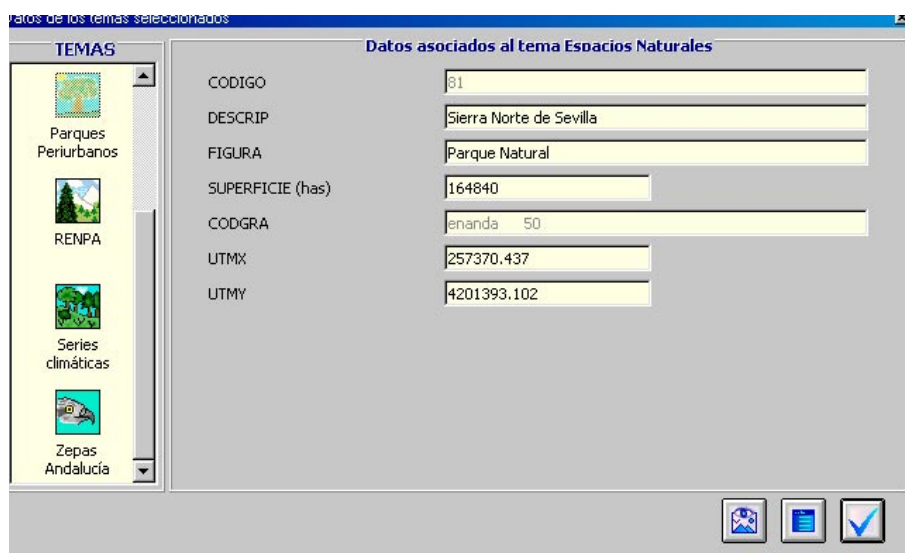 Datos de los temas seleccionados
TEMAS
Parques
Periurbanos
RENPA
Series
climáticas
Zepas
Andalucía
Datos asociados al tema Espacios Naturales
CODIGO 81
DESCRIP Sierra Norte de Sevilla
FIGURA Parque Natural
SUPERFICIE (has) 164840
CODGRA enanda 50
UTMX 257370.437
UTMY 4201393.102